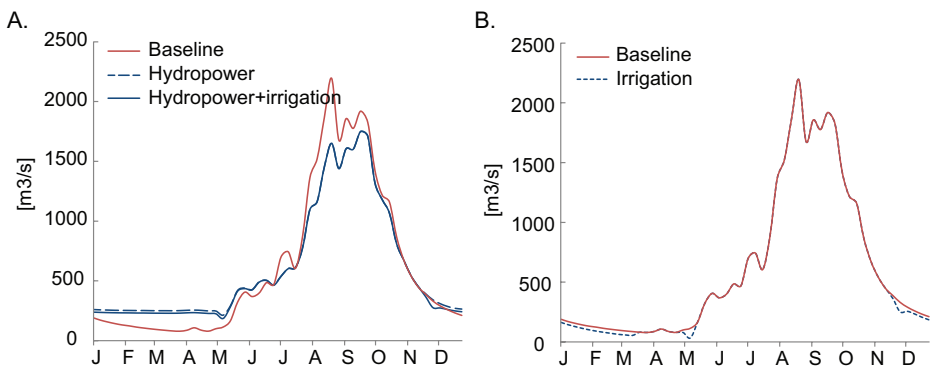 A.
2500
Baseline
Hydropower
Hydropower+irrigation
2000
1500
[m3/s]
1000
500
0
J F M A M J J A S O N D
B.
2500
Baseline
Irrigation
2000
1500
[m3/s]
1000
500
0
J F M A M J J A S O N D